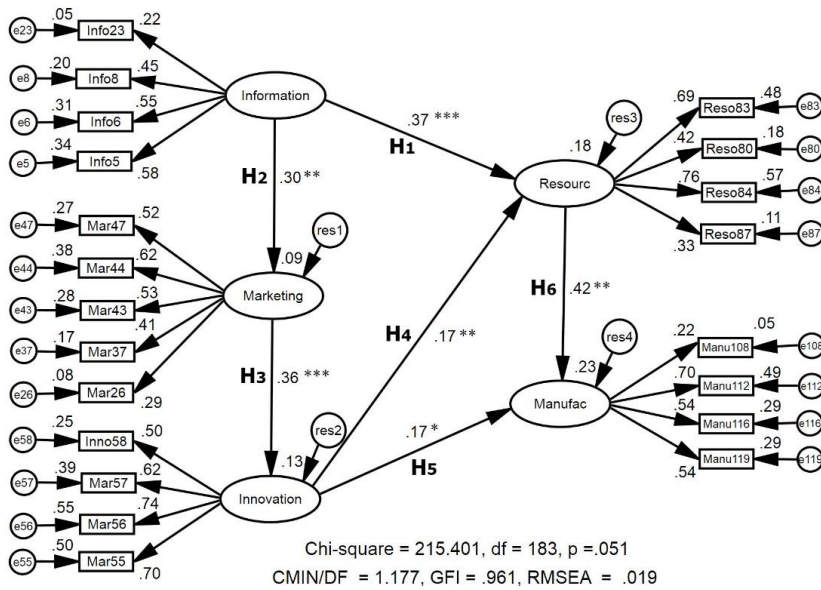 e23 .05 Info23 .22
e8 .20 Info8 .45
e6 .31 Info6 .55
e5 .34 Info5 .58
Information
.37 ***
H1
H2 .30 **
e47 .27 Mar47 .52
e44 .38 Mar44 .62
e43 .28 Mar43 .53
e37 .17 Mar37 .41
e26 .08 Mar26 .29
res1
.09
Marketing
H3 .36 ***
e58 .25 Inno58 .50
e57 .39 Mar57 .62
e56 .55 Mar56 .74
e55 .50 Mar55 .70
res2
.13
Innovation
H4 .17 **
.17 *
H5
res3
.18
Resourc
.69 Reso83 .48 e83
.42 Reso80 .18 e80
.76 Reso84 .57 e84
.33 Reso87 .11 e87
H6 .42 **
res4
.23
Manufac
.22 Manu108 .05 e108
.70 Manu112 .49 e112
.54 Manu116 .29 e116
.54 Manu119 .29 e119
Chi-square = 215.401, df = 183, p =.051
CMIN/DF = 1.177, GFI = .961, RMSEA = .019